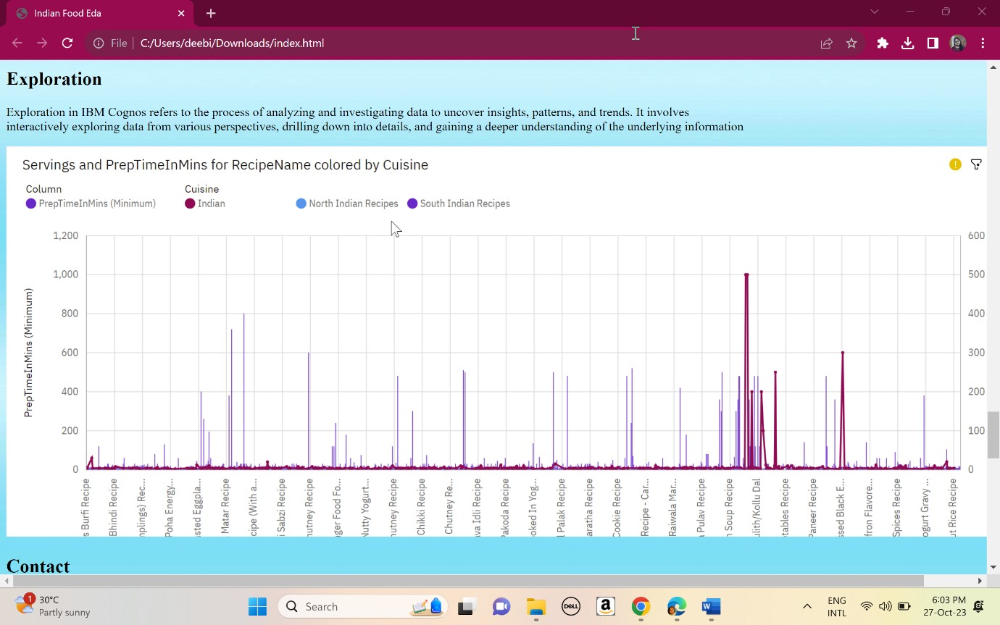 Indian Food Eda
File
C:/Users/deebi/Downloads/index.html
Exploration
Exploration in IBM Cognos refers to the process of analyzing and investigating data to uncover insights, patterns, and trends. It involves
interactively exploring data from various perspectives, drilling down into details, and gaining a deeper understanding of the underlying information
Servings and PrepTimeInMins for RecipeName colored by Cuisine
Column Cuisine
PrepTimeInMins (Minimum) Indian North Indian Recipes South Indian Recipes
PrepTimeInMins (Minimum)
1,200 600
1,000 500
800 400
600 300
400 200
200 100
0 0
s Burfi Recipe
Bhindi Recipe
nplings) Rec...
Poha Energy...
sted Eggpla...
Matar Recipe
cipe (With a...
i Sabzi Recipe
hutney Recipe
ger Food Fo...
Nutty Yogurt...
utney Recipe
Chikki Recipe
Chutney Re...
va Idli Recipe
Pakoda Recipe
oked In Yog...
l Palak Recipe
aratha Recipe
Cookie Recipe
Recipe - Car...
Raiwala Mar...
a Pulav Recipe
n Soup Recipe
ulith/Kollu Dal
tables Recipe
Paneer Recipe
ssed Black E...
fron Flavore...
Spices Recipe
ogurt Gravy ...
ut Rice Recipe
Contact
1
30°C
Partly sunny
Search
DELL
a
W
ENG
INTL
6:03 PM
27-Oct-23